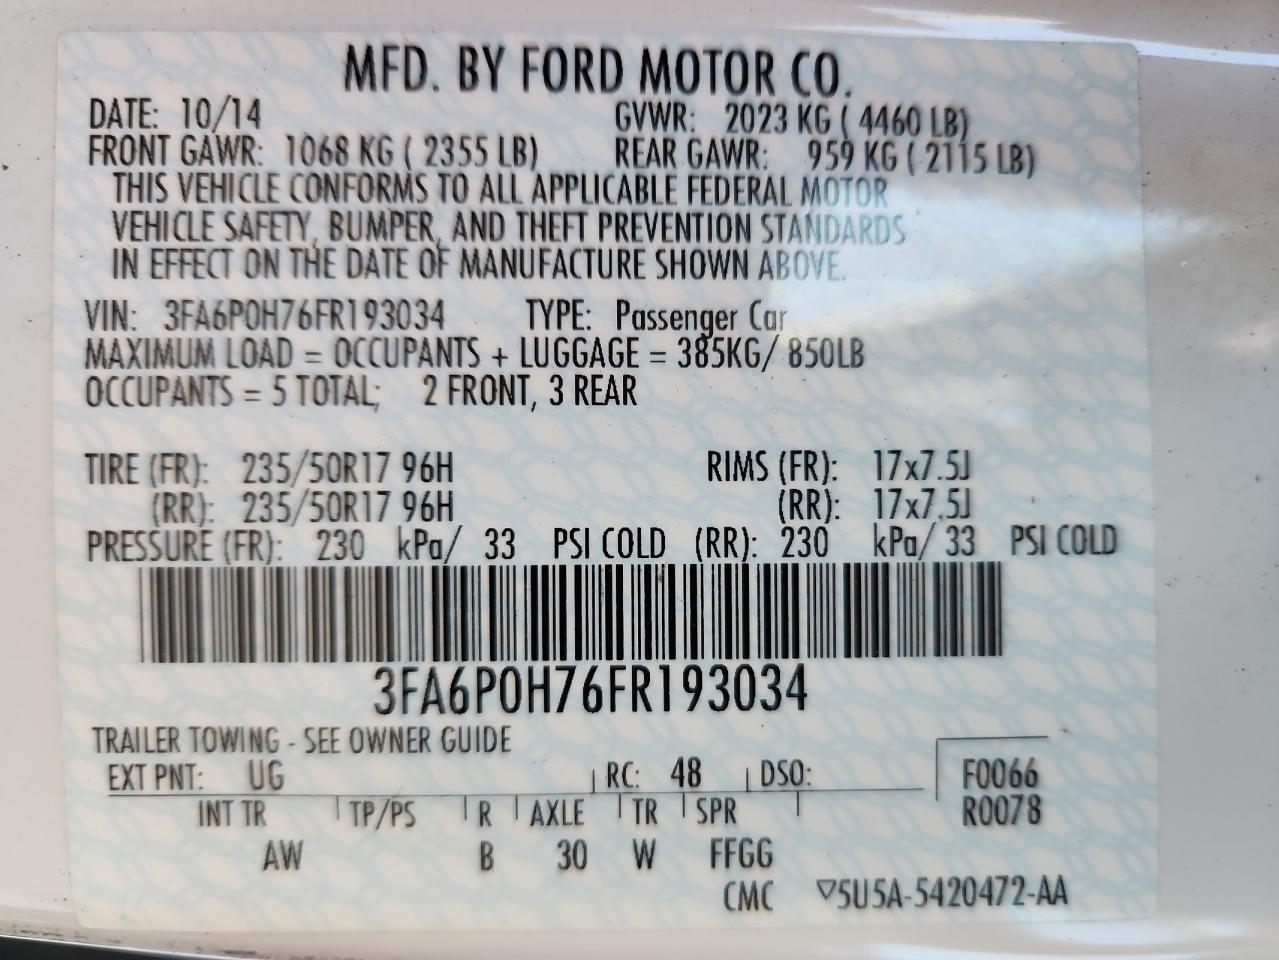 MFD. BY FORD MOTOR CO.
DATE: 10/14 GVWR: 2023 KG ( 4460 LB)
FRONT GAWR: 1068 KG ( 2355 LB) REAR GAWR: 959 KG ( 2115 LB)
THIS VEHICLE CONFORMS TO ALL APPLICABLE FEDERAL MOTOR
VEHICLE SAFETY, BUMPER, AND THEFT PREVENTION STANDARDS
IN EFFECT ON THE DATE OF MANUFACTURE SHOWN ABOVE.
VIN: 3FA6P0H76FR193034 TYPE: Passenger Car
MAXIMUM LOAD = OCCUPANTS + LUGGAGE = 385KG/ 850LB
OCCUPANTS = 5 TOTAL; 2 FRONT, 3 REAR
TIRE (FR): 235/50R17 96H RIMS (FR): 17x7.5J
(RR): 235/50R17 96H (RR): 17x7.5J
PRESSURE (FR): 230 kPa/ 33 PSI COLD (RR): 230 kPa/ 33 PSI COLD
3FA6P0H76FR193034
TRAILER TOWING - SEE OWNER GUIDE
EXT PNT: UG RC: 48 DSO: F0066
INT TR TP/PS R AXLE TR SPR R0078
AW B 30 W FFGG
CMC ▽5U5A-5420472-AA